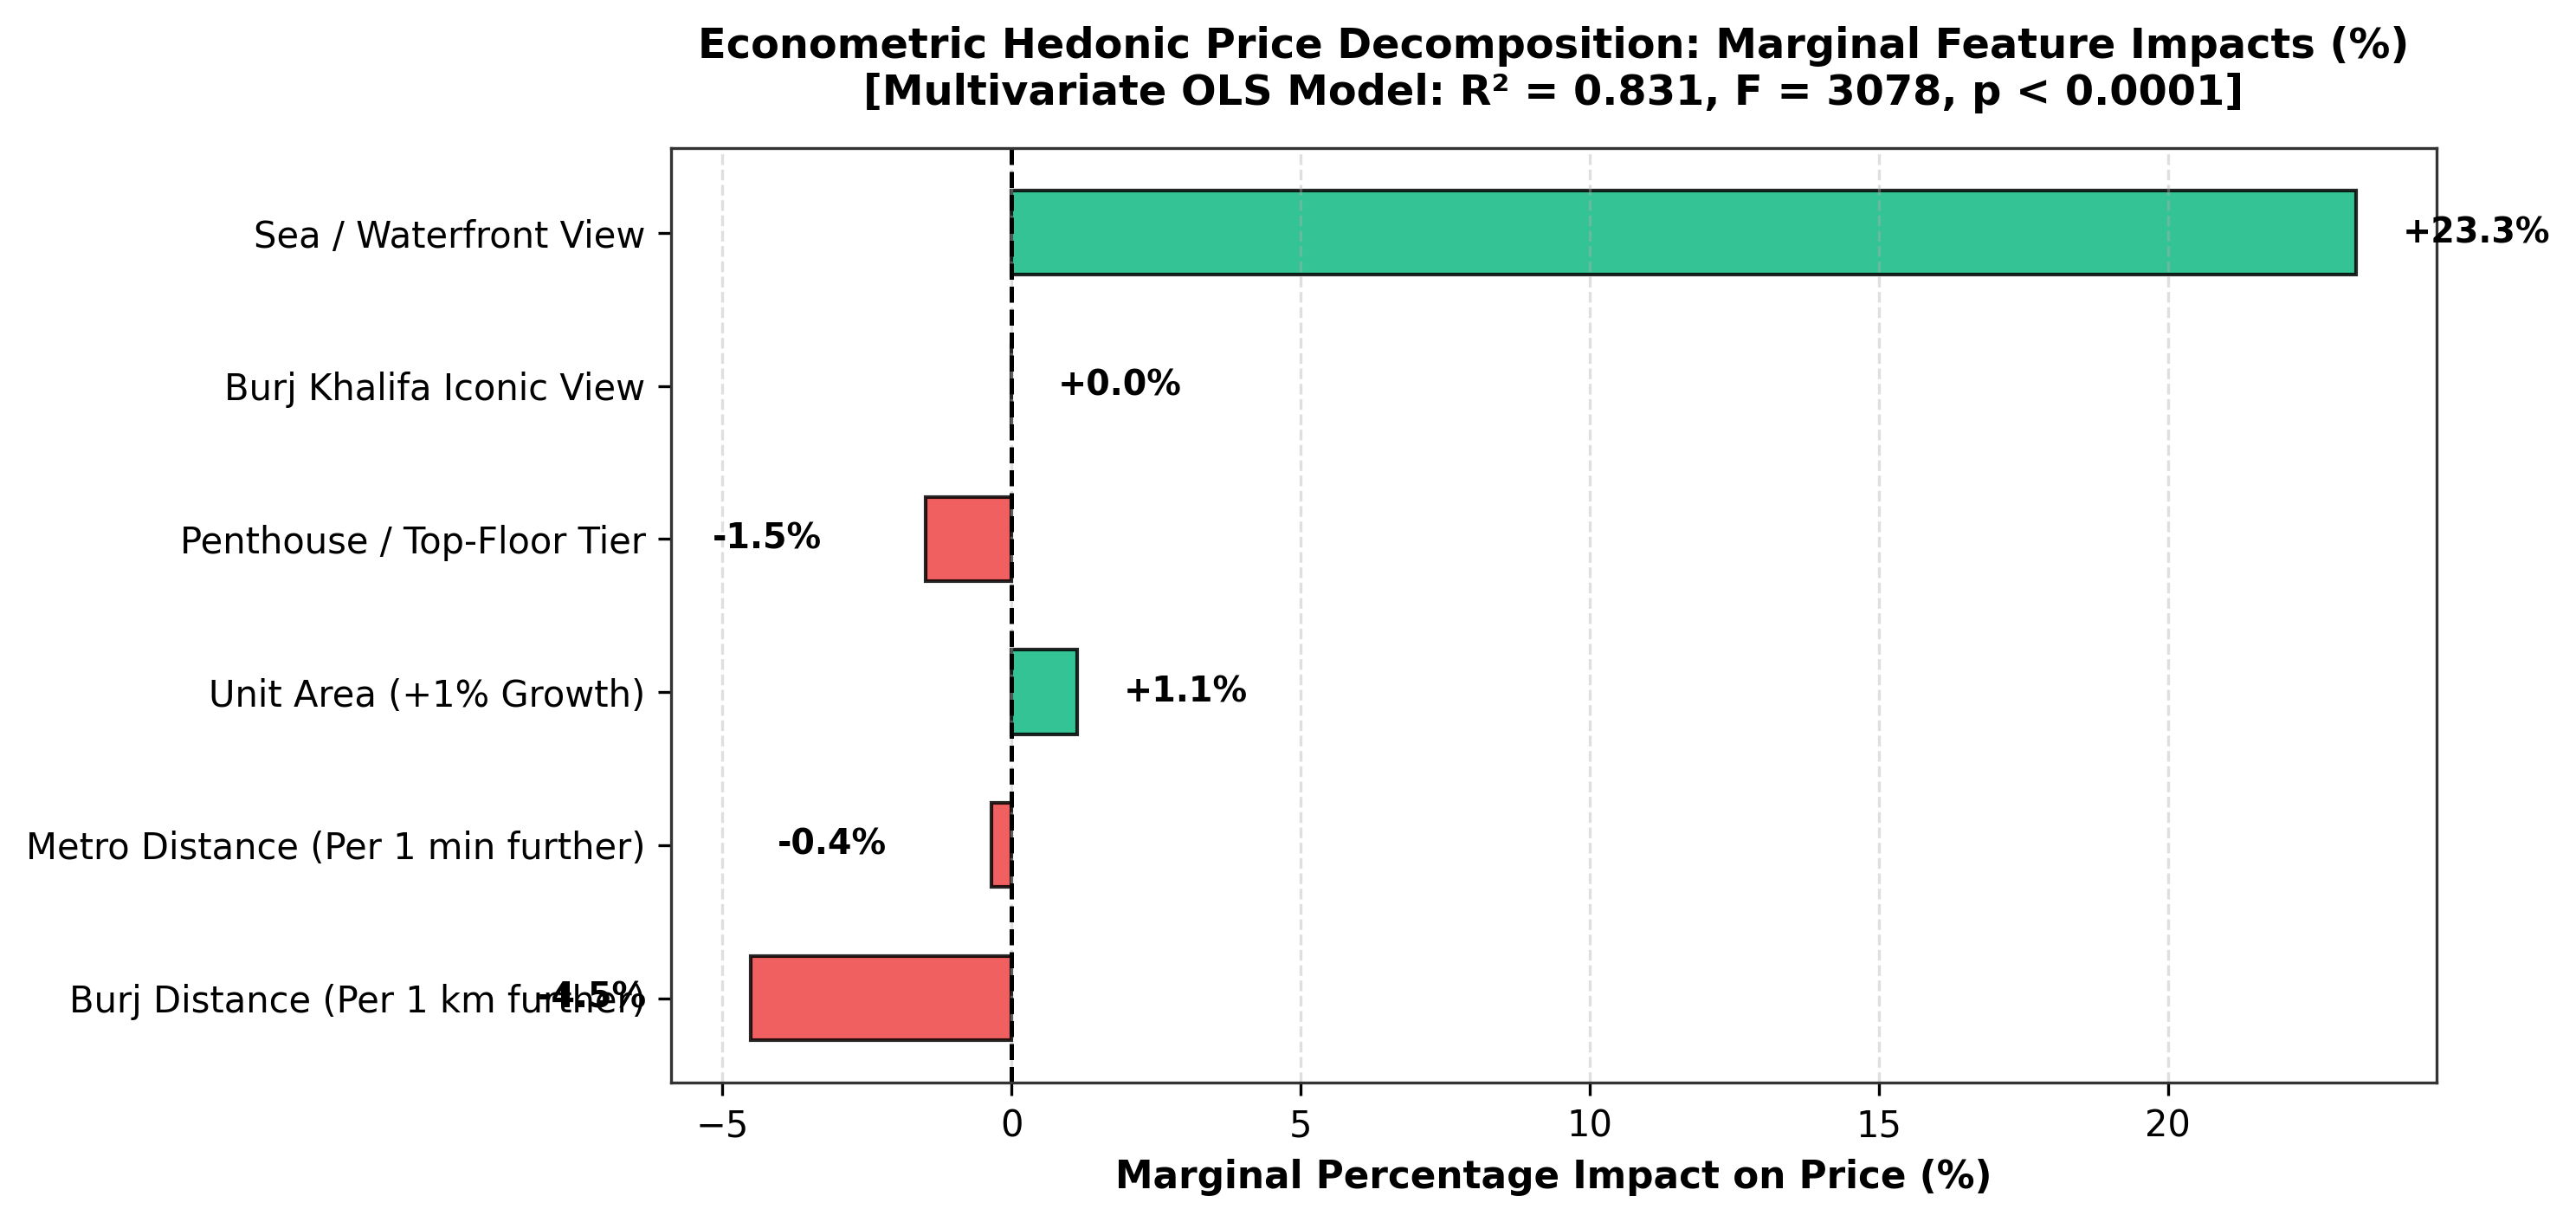 Econometric Hedonic Price Decomposition: Marginal Feature Impacts (%)
[Multivariate OLS Model: R² = 0.831, F = 3078, p < 0.0001]
Sea / Waterfront View
+23.3%
Burj Khalifa Iconic View
+0.0%
Penthouse / Top-Floor Tier
-1.5%
Unit Area (+1% Growth)
+1.1%
Metro Distance (Per 1 min further)
-0.4%
Burj Distance (Per 1 km further)
-4.5%
−5
0
5
10
15
20
Marginal Percentage Impact on Price (%)